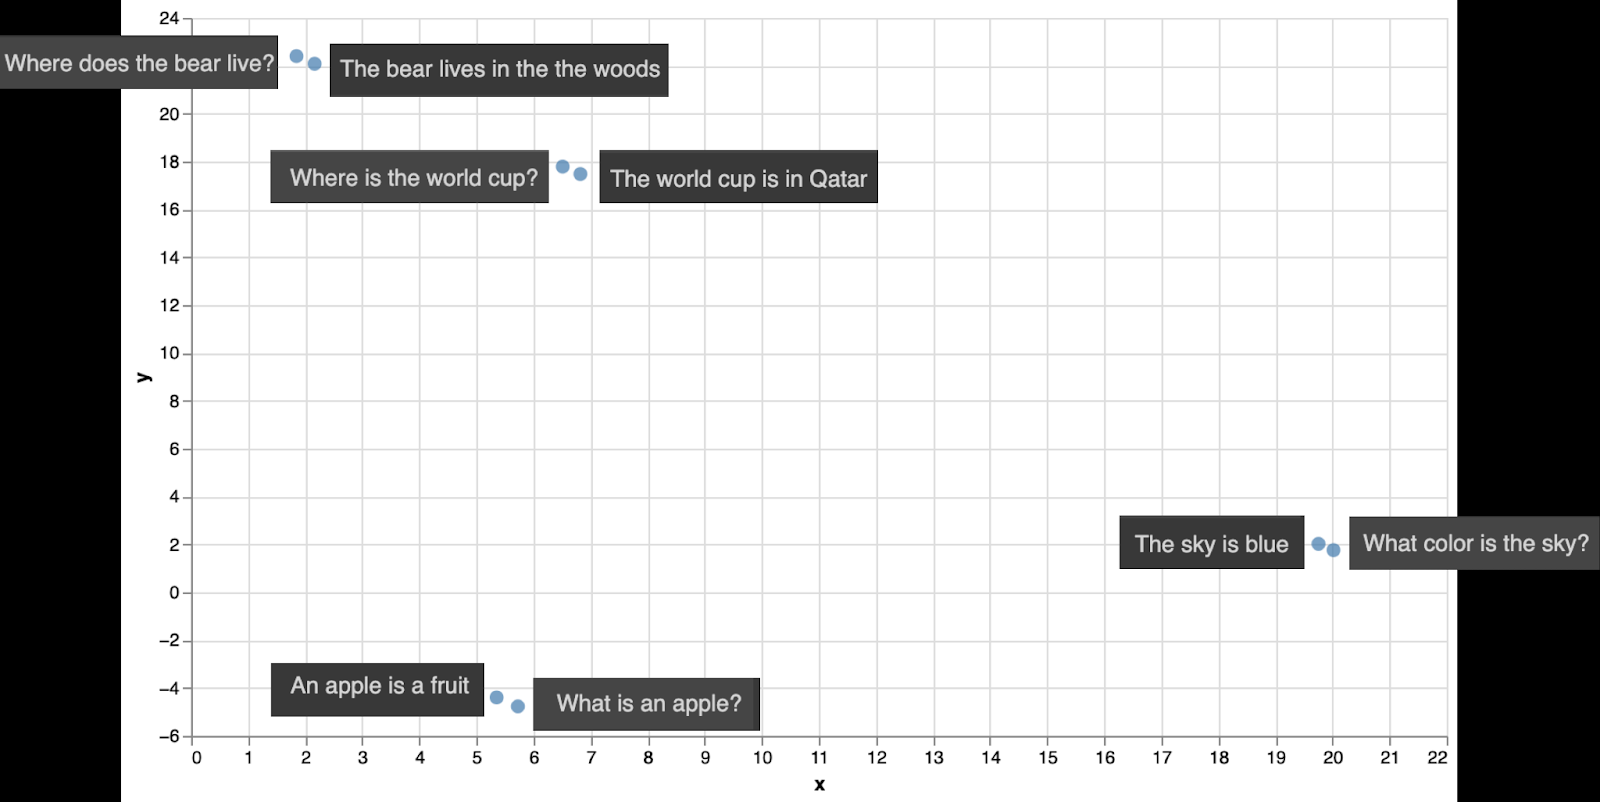 24
Where does the bear live?
The bear lives in the the woods
20
18
Where is the world cup?
The world cup is in Qatar
16
14
12
10
y
8
6
4
2
The sky is blue
What color is the sky?
0
−2
−4
An apple is a fruit
What is an apple?
−6
0 1 2 3 4 5 6 7 8 9 10 11 12 13 14 15 16 17 18 19 20 21 22
x